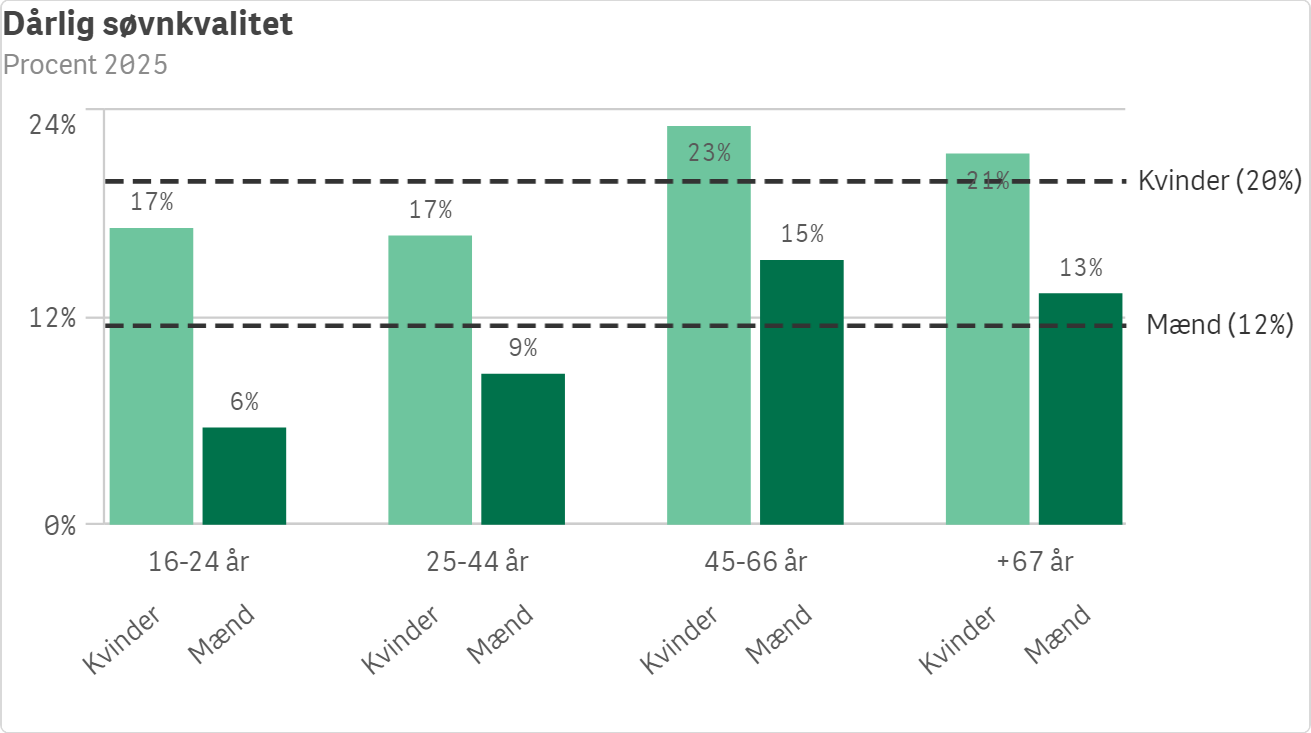 Dårlig søvnkvalitet
Procent 2025
24%
12%
0%
17%
6%
17%
9%
23%
15%
21%
13%
Kvinder (20%)
Mænd (12%)
16-24 år
25-44 år
45-66 år
+67 år
Kvinder
Mænd
Kvinder
Mænd
Kvinder
Mænd
Kvinder
Mænd